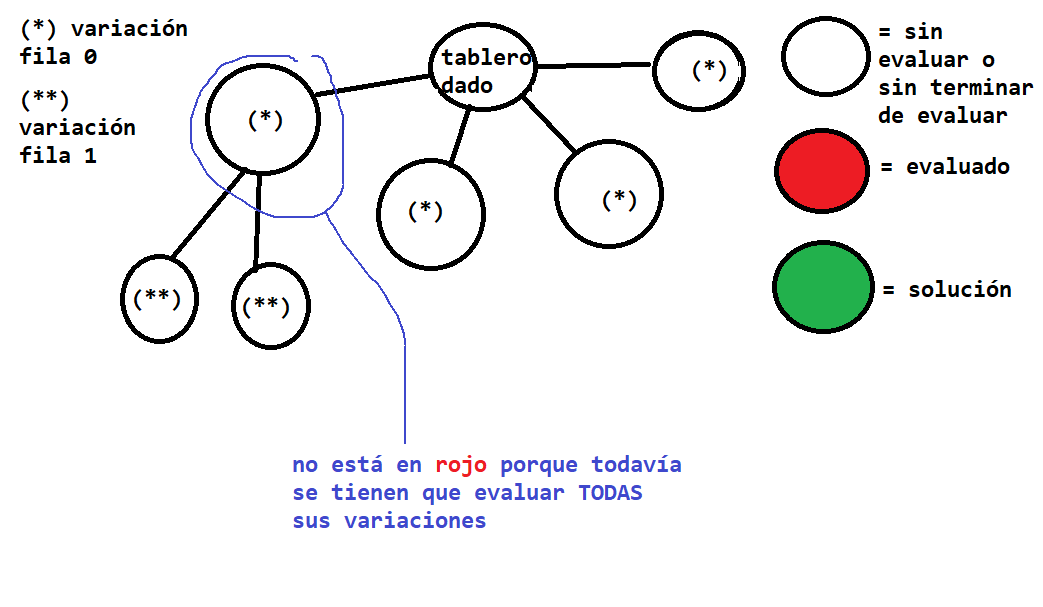 (*) variación
fila 0
(**)
variación
fila 1
tablero
dado
(*)
(*)
(*)
(*)
(**)
(**)
= sin
evaluar o
sin terminar
de evaluar
= evaluado
= solución
no está en rojo porque todavía
se tienen que evaluar TODAS
sus variaciones